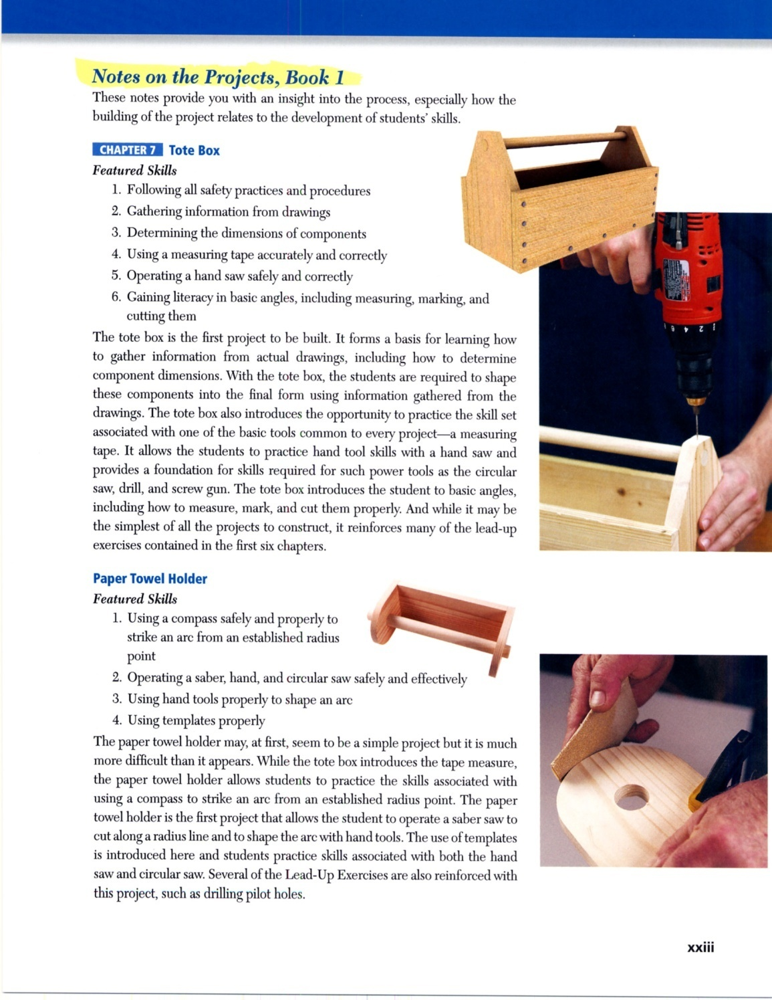 Notes on the Projects, Book 1
These notes provide you with an insight into the process, especially how the
building of the project relates to the development of students' skills.
CHAPTER 7 Tote Box
Featured Skills
1. Following all safety practices and procedures
2. Gathering information from drawings
3. Determining the dimensions of components
4. Using a measuring tape accurately and correctly
5. Operating a hand saw safely and correctly
6. Gaining literacy in basic angles, including measuring, marking, and
cutting them
The tote box is the first project to be built. It forms a basis for learning how
to gather information from actual drawings, including how to determine
component dimensions. With the tote box, the students are required to shape
these components into the final form using information gathered from the
drawings. The tote box also introduces the opportunity to practice the skill set
associated with one of the basic tools common to every project—a measuring
tape. It allows the students to practice hand tool skills with a hand saw and
provides a foundation for skills required for such power tools as the circular
saw, drill, and screw gun. The tote box introduces the student to basic angles,
including how to measure, mark, and cut them properly. And while it may be
the simplest of all the projects to construct, it reinforces many of the lead-up
exercises contained in the first six chapters.
Paper Towel Holder
Featured Skills
1. Using a compass safely and properly to
strike an arc from an established radius
point
2. Operating a saber, hand, and circular saw safely and effectively
3. Using hand tools properly to shape an arc
4. Using templates properly
The paper towel holder may, at first, seem to be a simple project but it is much
more difficult than it appears. While the tote box introduces the tape measure,
the paper towel holder allows students to practice the skills associated with
using a compass to strike an arc from an established radius point. The paper
towel holder is the first project that allows the student to operate a saber saw to
cut along a radius line and to shape the arc with hand tools. The use of templates
is introduced here and students practice skills associated with both the hand
saw and circular saw. Several of the Lead-Up Exercises are also reinforced with
this project, such as drilling pilot holes.
xxiii